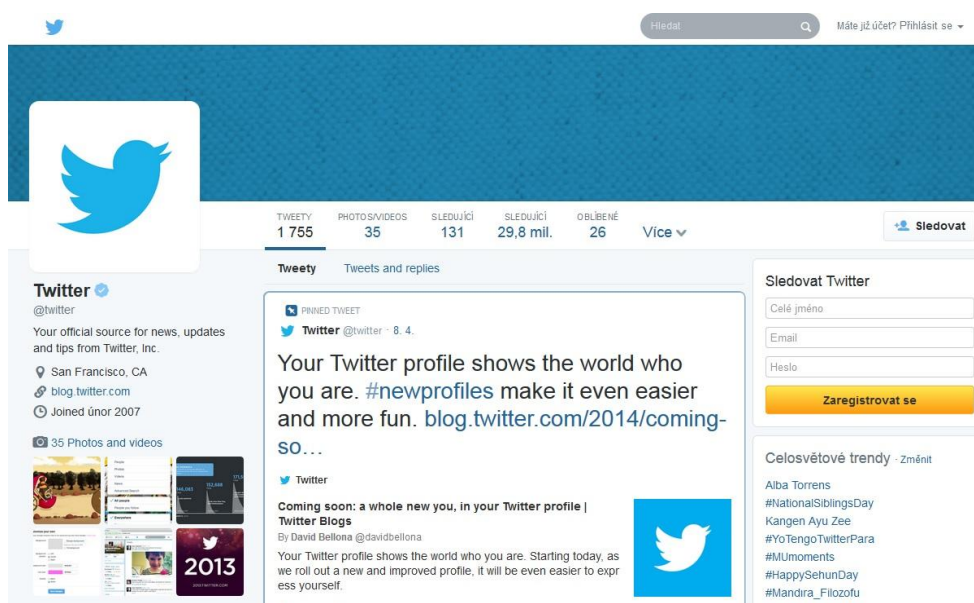 Hledat
Máte již účet? Přihlásit se
TWEETY
1 755
PHOTOS/VIDEOS
35
SLEDUJÍCÍ
131
SLEDUJÍCÍ
29,8 mil.
OBLÍBENÉ
26
Více
Sledovat
Twitter
@twitter
Your official source for news, updates
and tips from Twitter, Inc.
San Francisco, CA
blog.twitter.com
Joined únor 2007
35 Photos and videos
2013
Tweety
Tweets and replies
PINNED TWEET
Twitter @twitter · 8. 4.
Your Twitter profile shows the world who
you are. #newprofiles make it even easier
and more fun. blog.twitter.com/2014/coming-
so…
Twitter
Coming soon: a whole new you, in your Twitter profile |
Twitter Blogs
By David Bellona @davidbellona
Your Twitter profile shows the world who you are. Starting today, as
we roll out a new and improved profile, it will be even easier to expr
ess yourself.
Sledovat Twitter
Celé jméno
Email
Heslo
Zaregistrovat se
Celosvětové trendy · Změnit
Alba Torrens
#NationalSiblingsDay
Kangen Ayu Zee
#YoTengoTwitterPara
#MUmoments
#HappySehunDay
#Mandıra_Filozofu